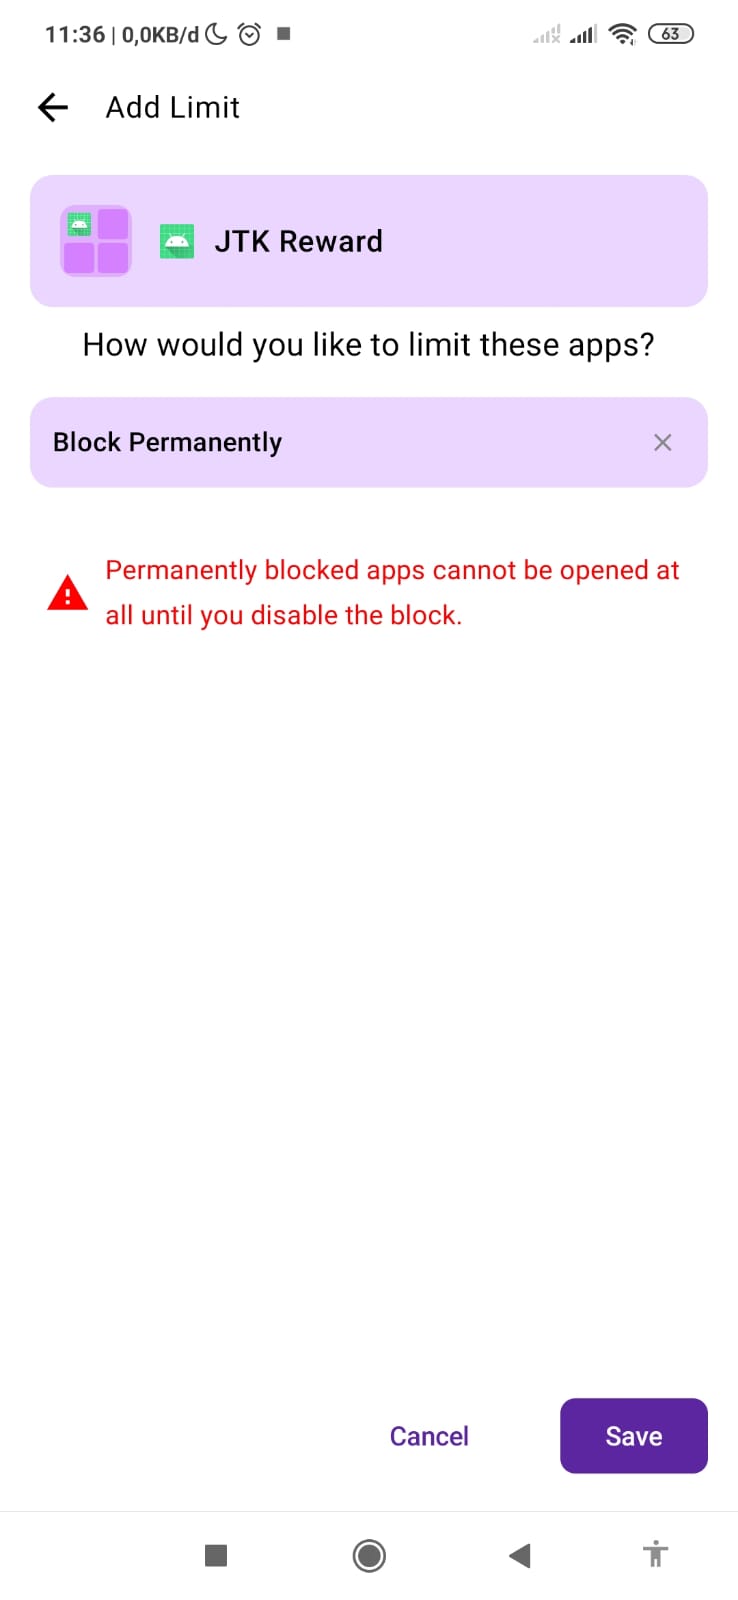 11:36 | 0,0KB/d
63
Add Limit
JTK Reward
How would you like to limit these apps?
Block Permanently
Permanently blocked apps cannot be opened at
all until you disable the block.
Cancel
Save